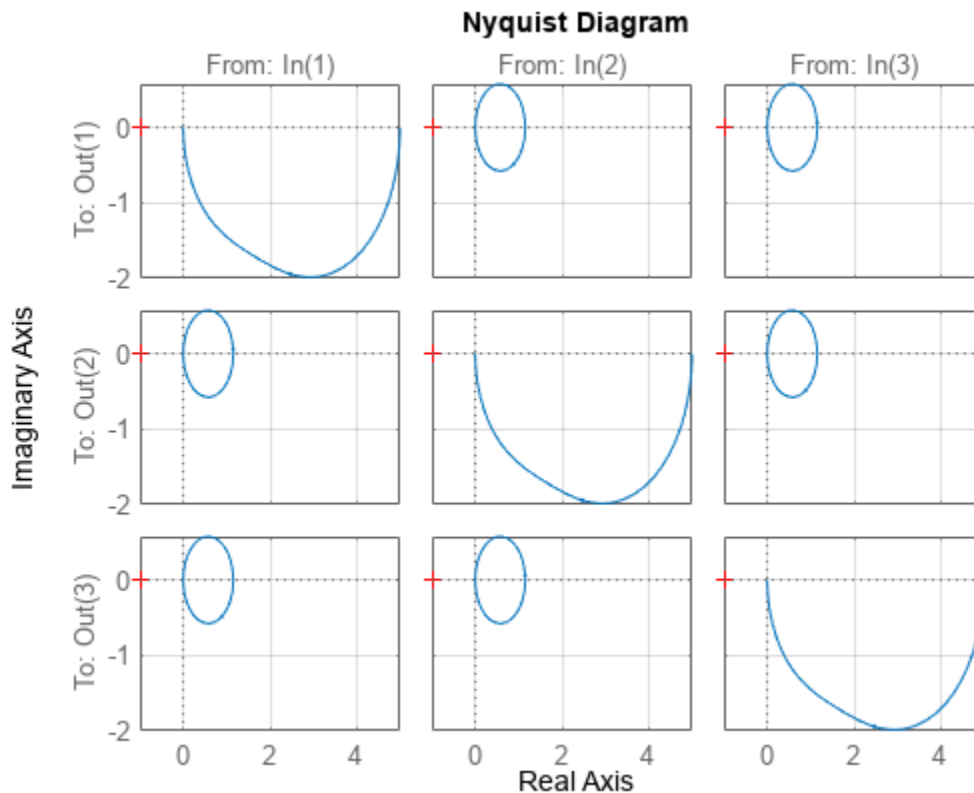 Nyquist Diagram
From: In(1) From: In(2) From: In(3)
To: Out(1)
0
-1
-2
Imaginary Axis
To: Out(2)
0
-1
-2
To: Out(3)
0
-1
-2
0 2 4 0 2 4 0 2 4
Real Axis